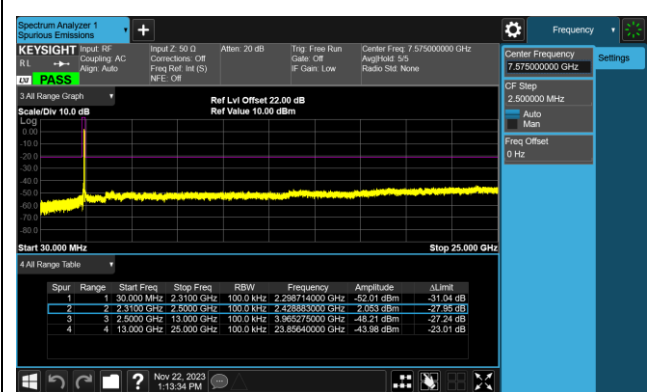 Spectrum Analyzer 1
Spurious Emissions
Frequency
KEYSIGHT
RL
LXI
PASS
Input: RF
Coupling: AC
Align: Auto
Input Z: 50 Ω
Corrections: Off
Freq Ref: Int (S)
NFE: Off
Atten: 20 dB
Trig: Free Run
Gate: Off
IF Gain: Low
Center Freq: 7.575000000 GHz
Avg|Hold: 5/5
Radio Std: None
Center Frequency
7.575000000 GHz
Settings
CF Step
2.500000 MHz
Auto
Man
Freq Offset
0 Hz
3 All Range Graph
Scale/Div 10.0 dB
Ref Lvl Offset 22.00 dB
Ref Value 10.00 dBm
Log
0.00
-10.0
-20.0
-30.0
-40.0
-50.0
-60.0
-70.0
-80.0
Start 30.000 MHz
Stop 25.000 GHz
4 All Range Table
Spur Range Start Freq Stop Freq RBW Frequency Amplitude ΔLimit
1 1 30.000 MHz 2.3100 GHz 100.0 kHz 2.298714000 GHz -52.01 dBm -31.04 dB
2 2 2.3100 GHz 2.5000 GHz 100.0 kHz 2.428883000 GHz 2.053 dBm -27.95 dB
3 3 2.5000 GHz 13.000 GHz 100.0 kHz 3.965275000 GHz -48.21 dBm -27.24 dB
4 4 13.000 GHz 25.000 GHz 100.0 kHz 23.85640000 GHz -43.98 dBm -23.01 dB
?
Nov 22, 2023
1:13:34 PM